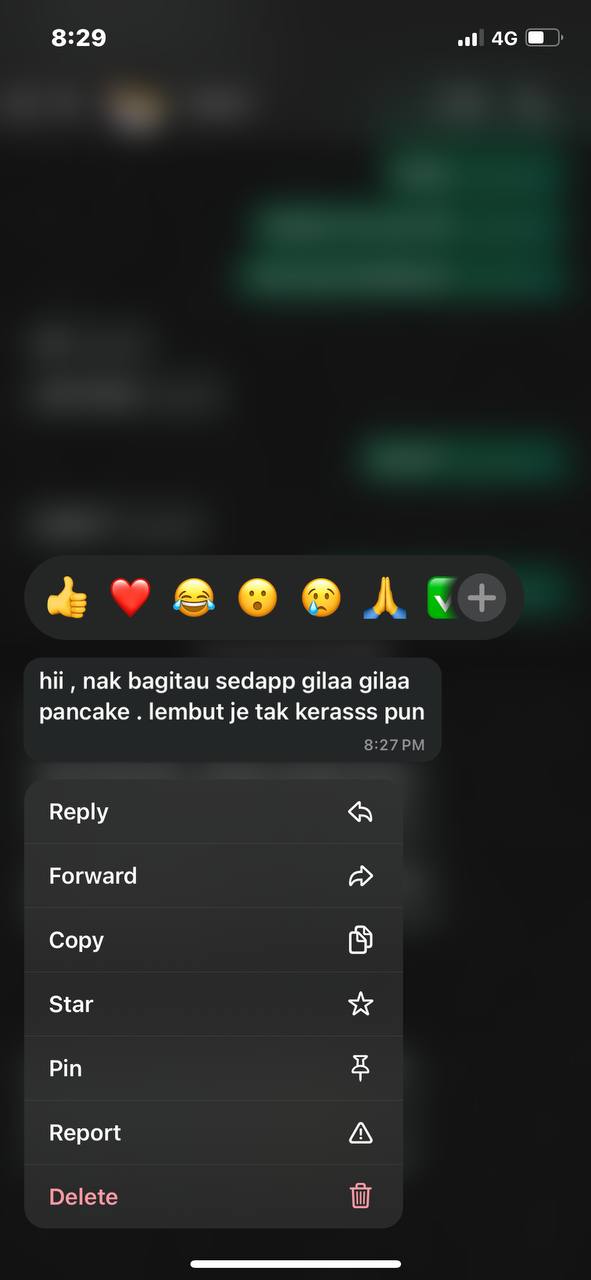 8:29
4G
hii , nak bagitau sedapp gilaa gilaa
pancake . lembut je tak kerasss pun
8:27 PM
Reply
Forward
Copy
Star
Pin
Report
Delete